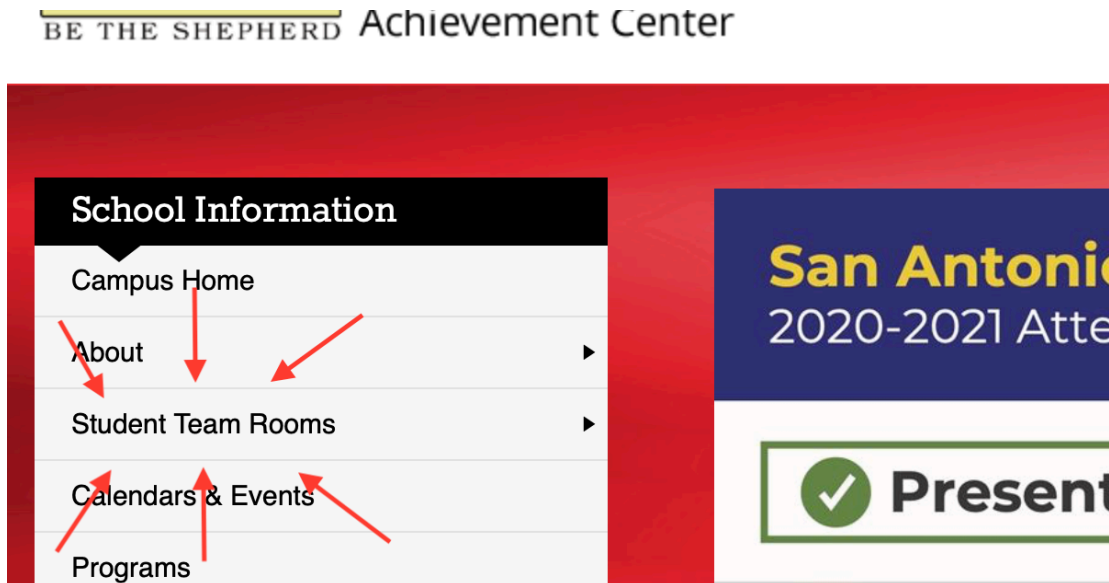 BE THE SHEPHERD Achievement Center
School Information
Campus Home
About
Student Team Rooms
Calendars & Events
Programs
San Antonio
2020-2021 Atte
Present